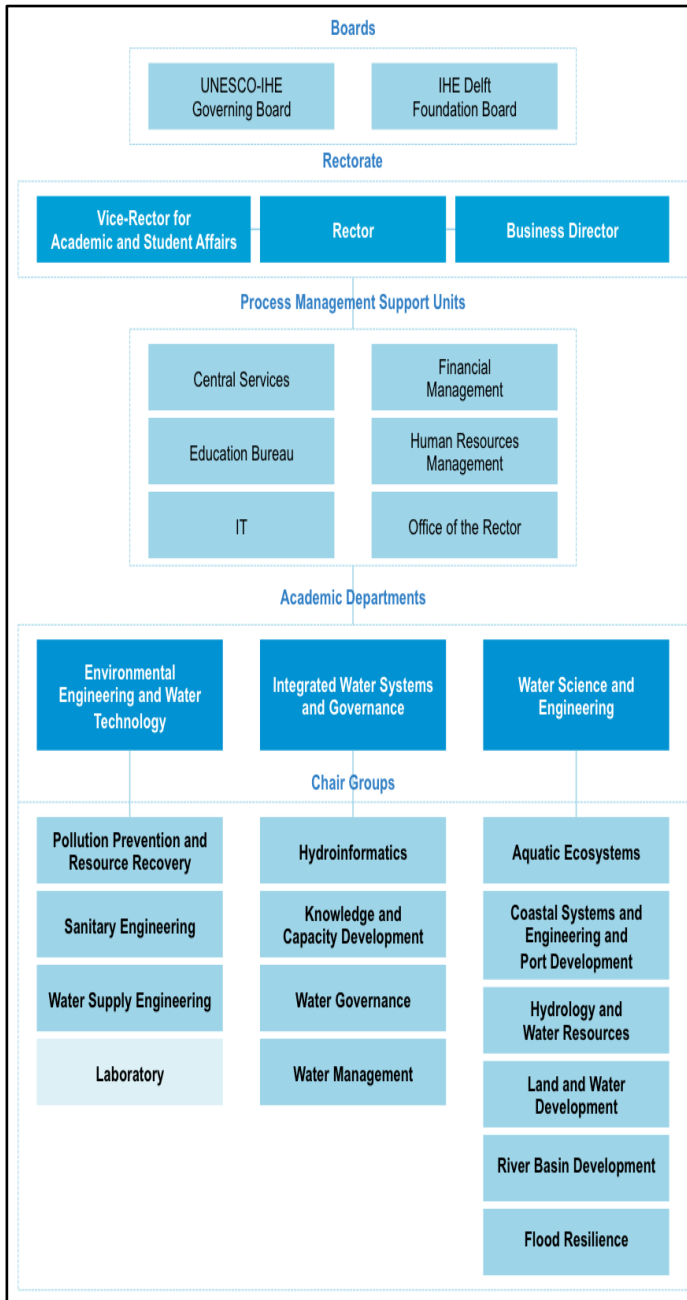 Boards
UNESCO-IHE
Governing Board
IHE Delft
Foundation Board
Rectorate
Vice-Rector for
Academic and Student Affairs
Rector
Business Director
Process Management Support Units
Central Services
Financial
Management
Education Bureau
Human Resources
Management
IT
Office of the Rector
Academic Departments
Environmental
Engineering and Water
Technology
Integrated Water Systems
and Governance
Water Science and
Engineering
Chair Groups
Pollution Prevention and
Resource Recovery
Sanitary Engineering
Water Supply Engineering
Laboratory
Hydroinformatics
Knowledge and
Capacity Development
Water Governance
Water Management
Aquatic Ecosystems
Coastal Systems and
Engineering and
Port Development
Hydrology and
Water Resources
Land and Water
Development
River Basin Development
Flood Resilience